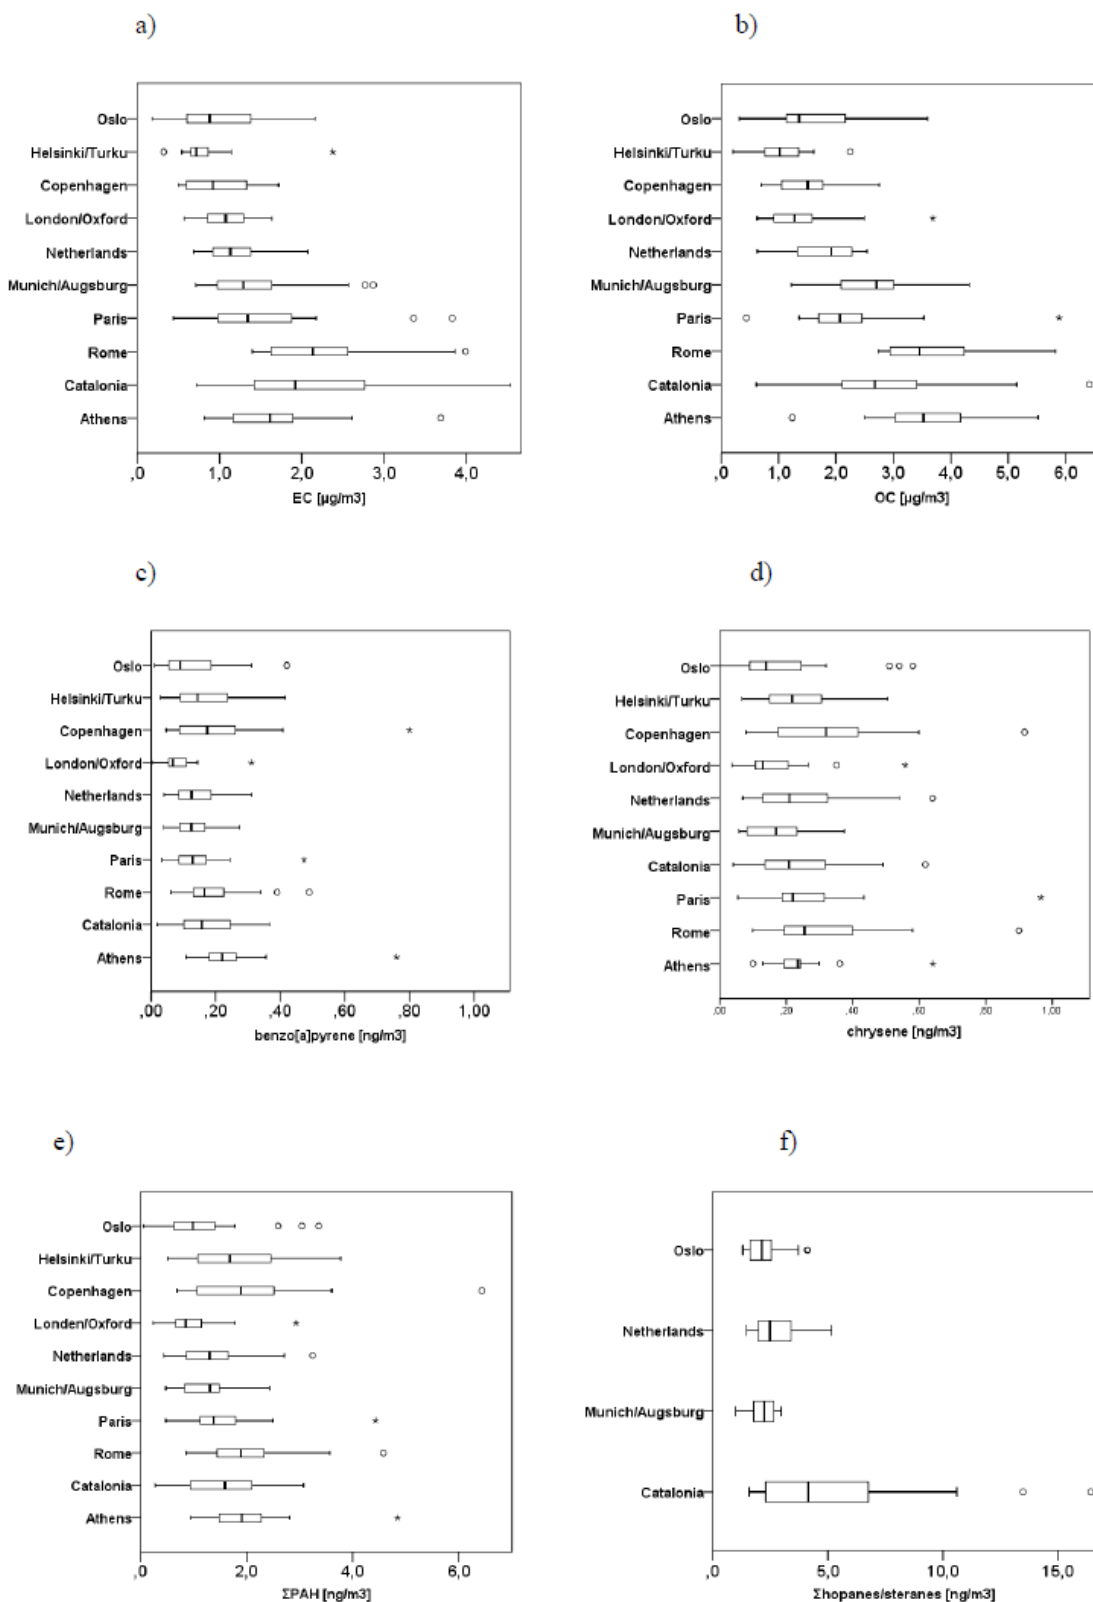 a)
Oslo
Helsinki/Turku
Copenhagen
London/Oxford
Netherlands
Munich/Augsburg
Paris
Rome
Catalonia
Athens
,0 1,0 2,0 3,0 4,0
EC [µg/m3]
b)
Oslo
Helsinki/Turku
Copenhagen
London/Oxford
Netherlands
Munich/Augsburg
Paris
Rome
Catalonia
Athens
,0 1,0 2,0 3,0 4,0 5,0 6,0
OC [µg/m3]
c)
Oslo
Helsinki/Turku
Copenhagen
London/Oxford
Netherlands
Munich/Augsburg
Paris
Rome
Catalonia
Athens
,00 ,20 ,40 ,60 ,80 1,00
benzo[a]pyrene [ng/m3]
d)
Oslo
Helsinki/Turku
Copenhagen
London/Oxford
Netherlands
Munich/Augsburg
Catalonia
Paris
Rome
Athens
,00 ,20 ,40 ,60 ,80 1,00
chrysene [ng/m3]
e)
Oslo
Helsinki/Turku
Copenhagen
Londen/Oxford
Netherlands
Munich/Augsburg
Paris
Rome
Catalonia
Athens
,0 2,0 4,0 6,0
ΣPAH [ng/m3]
f)
Oslo
Netherlands
Munich/Augsburg
Catalonia
,0 5,0 10,0 15,0
Σhopanes/steranes [ng/m3]